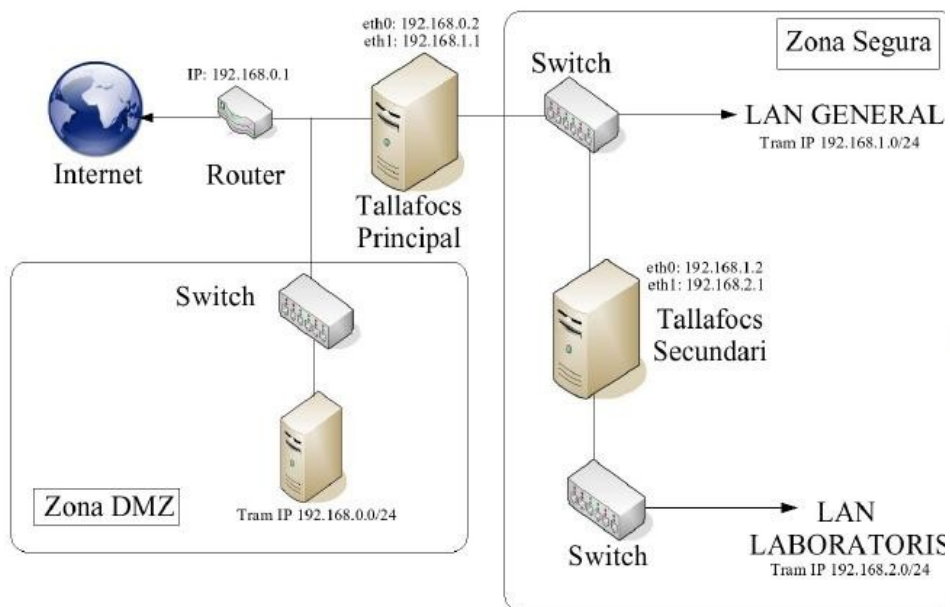 eth0: 192.168.0.2
eth1: 192.168.1.1
Zona Segura
Switch
IP: 192.168.0.1
LAN GENERAL
Tram IP 192.168.1.0/24
Internet
Router
Tallafocs
Principal
eth0: 192.168.1.2
eth1: 192.168.2.1
Switch
Tallafocs
Secundari
Zona DMZ
Tram IP 192.168.0.0/24
Switch
LAN
LABORATORIS
Tram IP 192.168.2.0/24